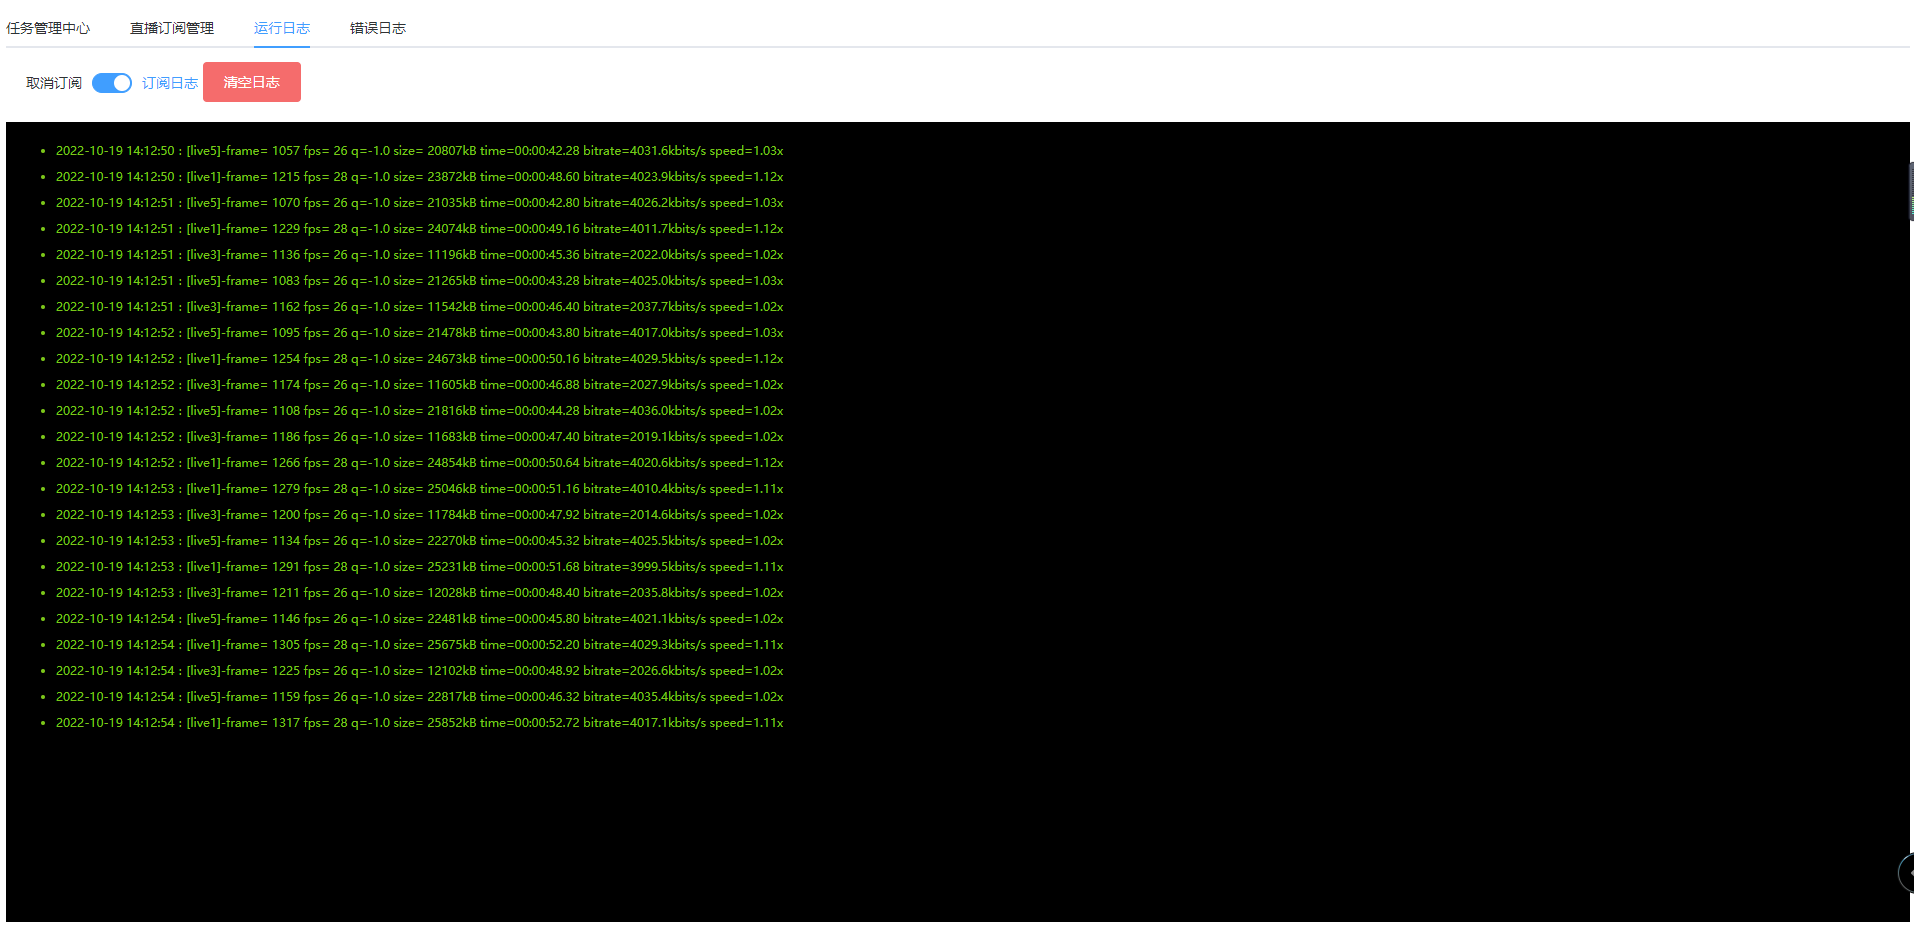 任务管理中心 直播订阅管理 运行日志 错误日志
取消订阅 订阅日志 清空日志
2022-10-19 14:12:50 : [live5]-frame= 1057 fps= 26 q=-1.0 size= 20807kB time=00:00:42.28 bitrate=4031.6kbits/s speed=1.03x
2022-10-19 14:12:50 : [live1]-frame= 1215 fps= 28 q=-1.0 size= 23872kB time=00:00:48.60 bitrate=4023.9kbits/s speed=1.12x
2022-10-19 14:12:51 : [live5]-frame= 1070 fps= 26 q=-1.0 size= 21035kB time=00:00:42.80 bitrate=4026.2kbits/s speed=1.03x
2022-10-19 14:12:51 : [live1]-frame= 1229 fps= 28 q=-1.0 size= 24074kB time=00:00:49.16 bitrate=4011.7kbits/s speed=1.12x
2022-10-19 14:12:51 : [live3]-frame= 1136 fps= 26 q=-1.0 size= 11196kB time=00:00:45.36 bitrate=2022.0kbits/s speed=1.02x
2022-10-19 14:12:51 : [live5]-frame= 1083 fps= 26 q=-1.0 size= 21265kB time=00:00:43.28 bitrate=4025.0kbits/s speed=1.03x
2022-10-19 14:12:51 : [live3]-frame= 1162 fps= 26 q=-1.0 size= 11542kB time=00:00:46.40 bitrate=2037.7kbits/s speed=1.02x
2022-10-19 14:12:52 : [live5]-frame= 1095 fps= 26 q=-1.0 size= 21478kB time=00:00:43.80 bitrate=4017.0kbits/s speed=1.03x
2022-10-19 14:12:52 : [live1]-frame= 1254 fps= 28 q=-1.0 size= 24673kB time=00:00:50.16 bitrate=4029.5kbits/s speed=1.12x
2022-10-19 14:12:52 : [live3]-frame= 1174 fps= 26 q=-1.0 size= 11605kB time=00:00:46.88 bitrate=2027.9kbits/s speed=1.02x
2022-10-19 14:12:52 : [live5]-frame= 1108 fps= 26 q=-1.0 size= 21816kB time=00:00:44.28 bitrate=4036.0kbits/s speed=1.02x
2022-10-19 14:12:52 : [live3]-frame= 1186 fps= 26 q=-1.0 size= 11683kB time=00:00:47.40 bitrate=2019.1kbits/s speed=1.02x
2022-10-19 14:12:52 : [live1]-frame= 1266 fps= 28 q=-1.0 size= 24854kB time=00:00:50.64 bitrate=4020.6kbits/s speed=1.12x
2022-10-19 14:12:53 : [live1]-frame= 1279 fps= 28 q=-1.0 size= 25046kB time=00:00:51.16 bitrate=4010.4kbits/s speed=1.11x
2022-10-19 14:12:53 : [live3]-frame= 1200 fps= 26 q=-1.0 size= 11784kB time=00:00:47.92 bitrate=2014.6kbits/s speed=1.02x
2022-10-19 14:12:53 : [live5]-frame= 1134 fps= 26 q=-1.0 size= 22270kB time=00:00:45.32 bitrate=4025.5kbits/s speed=1.02x
2022-10-19 14:12:53 : [live1]-frame= 1291 fps= 28 q=-1.0 size= 25231kB time=00:00:51.68 bitrate=3999.5kbits/s speed=1.11x
2022-10-19 14:12:53 : [live3]-frame= 1211 fps= 26 q=-1.0 size= 12028kB time=00:00:48.40 bitrate=2035.8kbits/s speed=1.02x
2022-10-19 14:12:54 : [live5]-frame= 1146 fps= 26 q=-1.0 size= 22481kB time=00:00:45.80 bitrate=4021.1kbits/s speed=1.02x
2022-10-19 14:12:54 : [live1]-frame= 1305 fps= 28 q=-1.0 size= 25675kB time=00:00:52.20 bitrate=4029.3kbits/s speed=1.11x
2022-10-19 14:12:54 : [live3]-frame= 1225 fps= 26 q=-1.0 size= 12102kB time=00:00:48.92 bitrate=2026.6kbits/s speed=1.02x
2022-10-19 14:12:54 : [live5]-frame= 1159 fps= 26 q=-1.0 size= 22817kB time=00:00:46.32 bitrate=4035.4kbits/s speed=1.02x
2022-10-19 14:12:54 : [live1]-frame= 1317 fps= 28 q=-1.0 size= 25852kB time=00:00:52.72 bitrate=4017.1kbits/s speed=1.11x